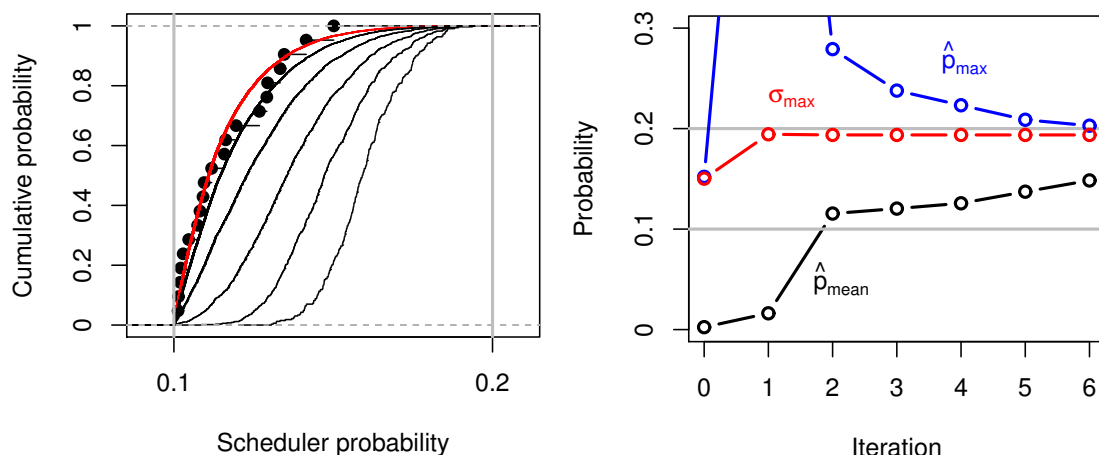 Cumulative probability
0
0.2
0.4
0.6
0.8
1
0.1
0.2
Scheduler probability
Probability
0
0.1
0.2
0.3
p̂max
σmax
p̂mean
0
1
2
3
4
5
6
Iteration